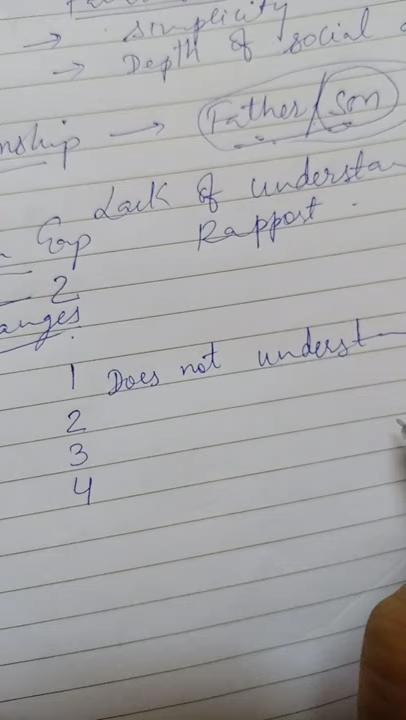 → Simplicity
→ Depth of social
nship → Father/son
Lack of understan
Gap Rapport.
2
anges
1 Does not underst
2
3
4